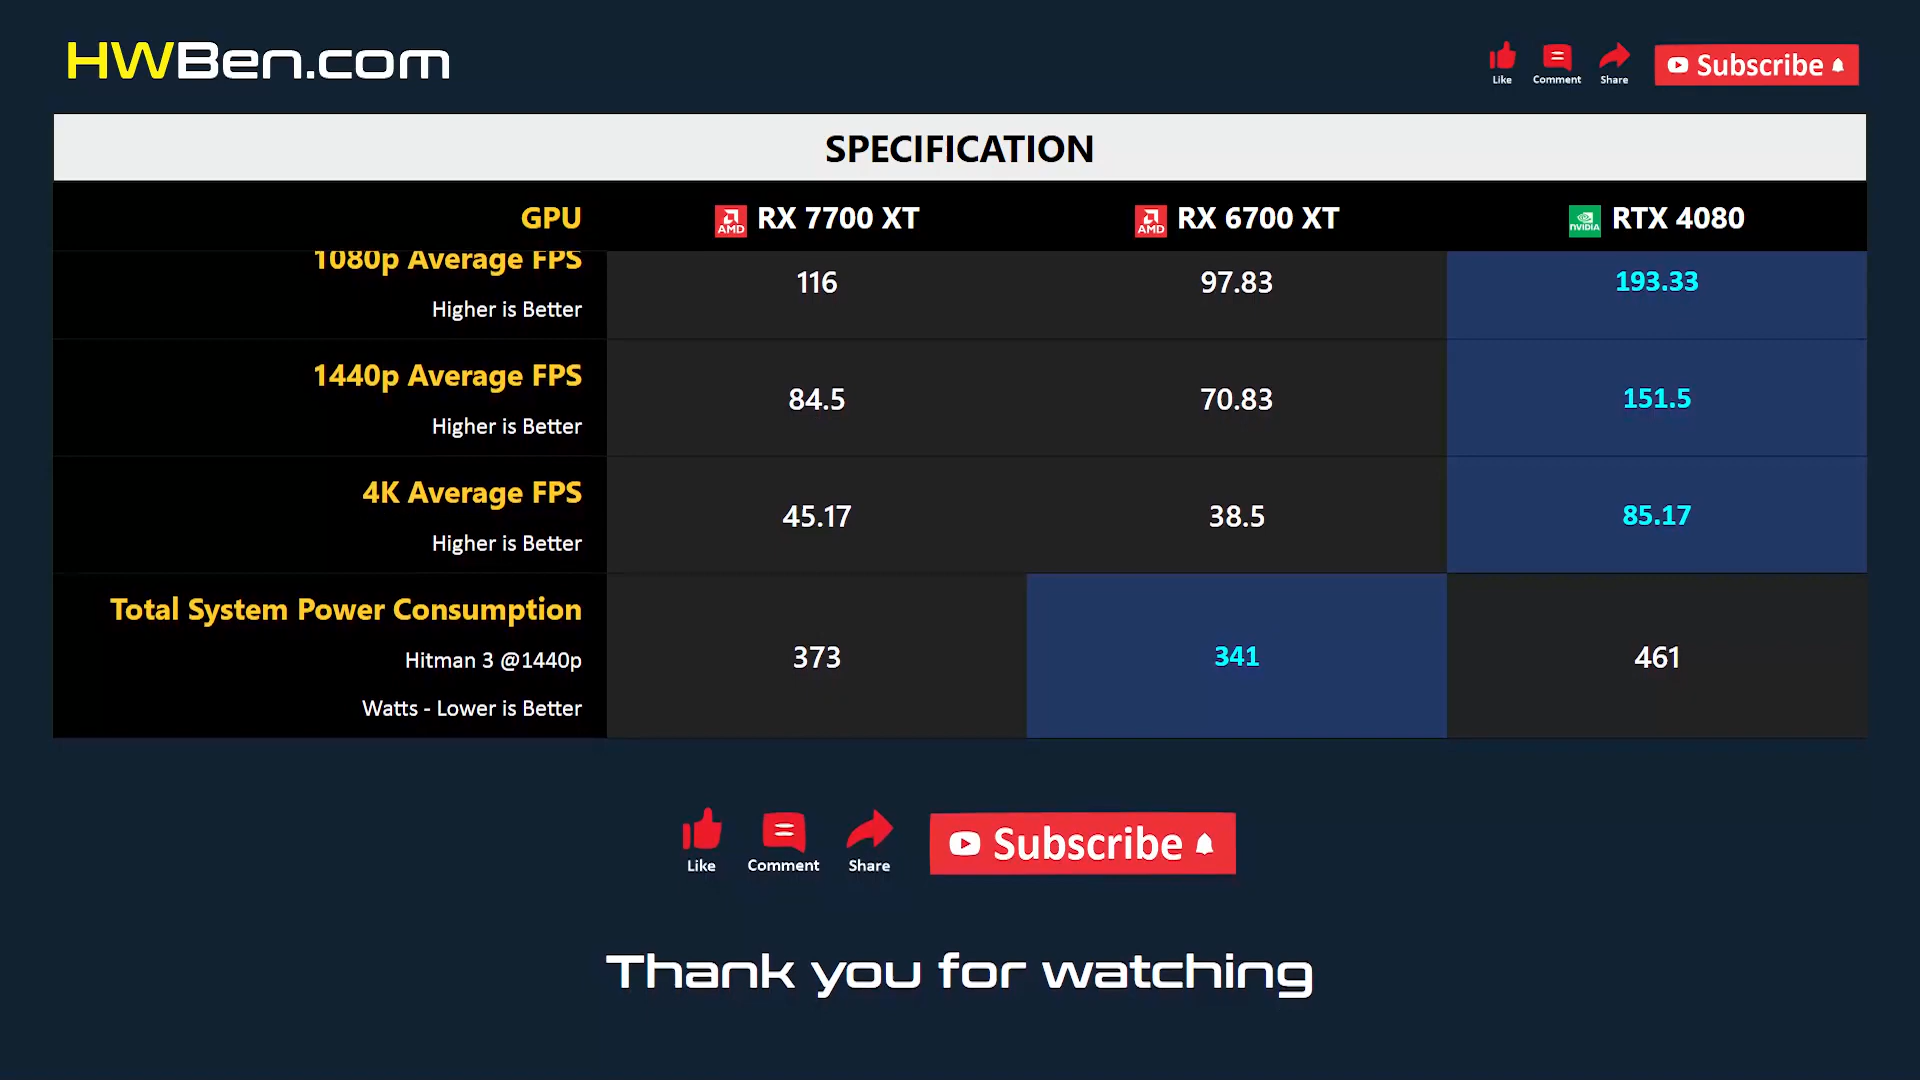 HWBen.com
Like Comment Share Subscribe
SPECIFICATION
GPU AMD RX 7700 XT AMD RX 6700 XT NVIDIA RTX 4080
1080p Average FPS
Higher is Better
116 97.83 193.33
1440p Average FPS
Higher is Better
84.5 70.83 151.5
4K Average FPS
Higher is Better
45.17 38.5 85.17
Total System Power Consumption
Hitman 3 @1440p
Watts - Lower is Better
373 341 461
Like Comment Share Subscribe
Thank you for watching